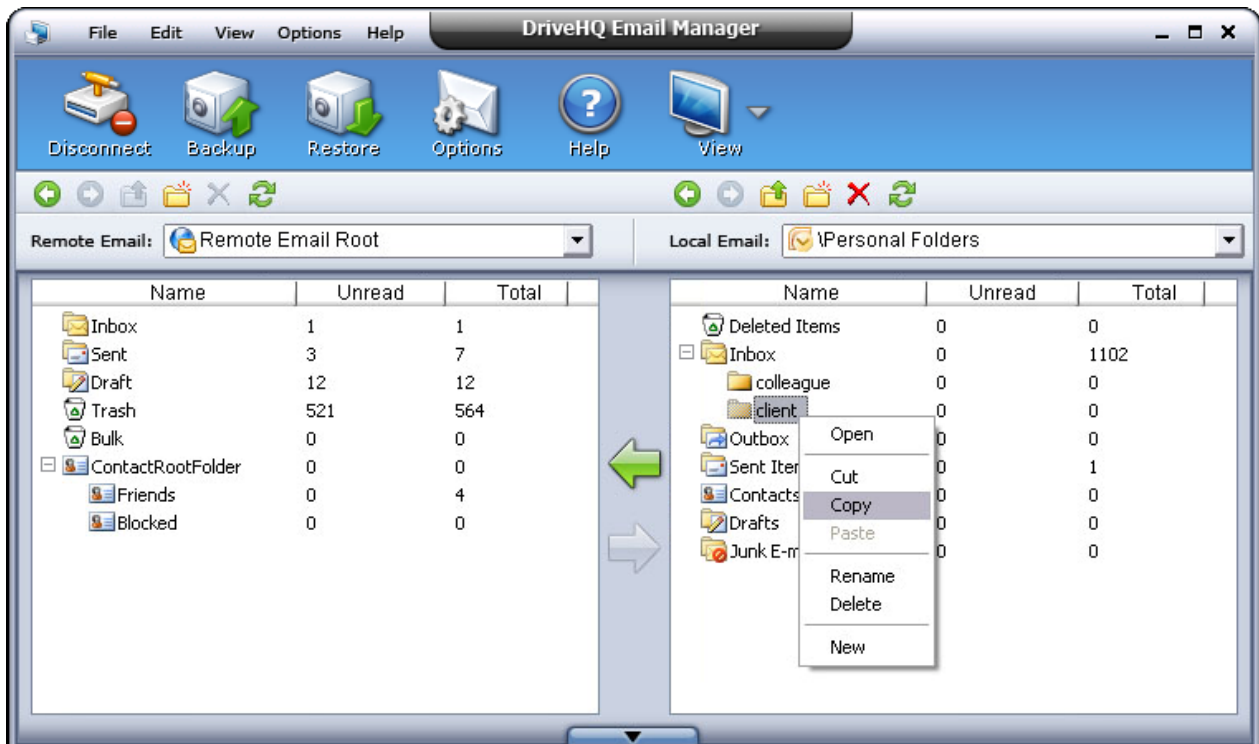 File Edit View Options Help DriveHQ Email Manager
Disconnect Backup Restore Options Help View
Remote Email: Remote Email Root Local Email: \Personal Folders
Name Unread Total Name Unread Total
Inbox 1 1 Deleted Items 0 0
Sent 3 7 Inbox 0 1102
Draft 12 12 colleague 0 0
Trash 521 564 client 0 0
Bulk 0 0 Outbox 0 0
ContactRootFolder 0 0 Sent Iter 0 1
Friends 0 4 Contacts 0 0
Blocked 0 0 Drafts 0 0
Junk E-m 0 0
Open
Cut
Copy
Paste
Rename
Delete
New